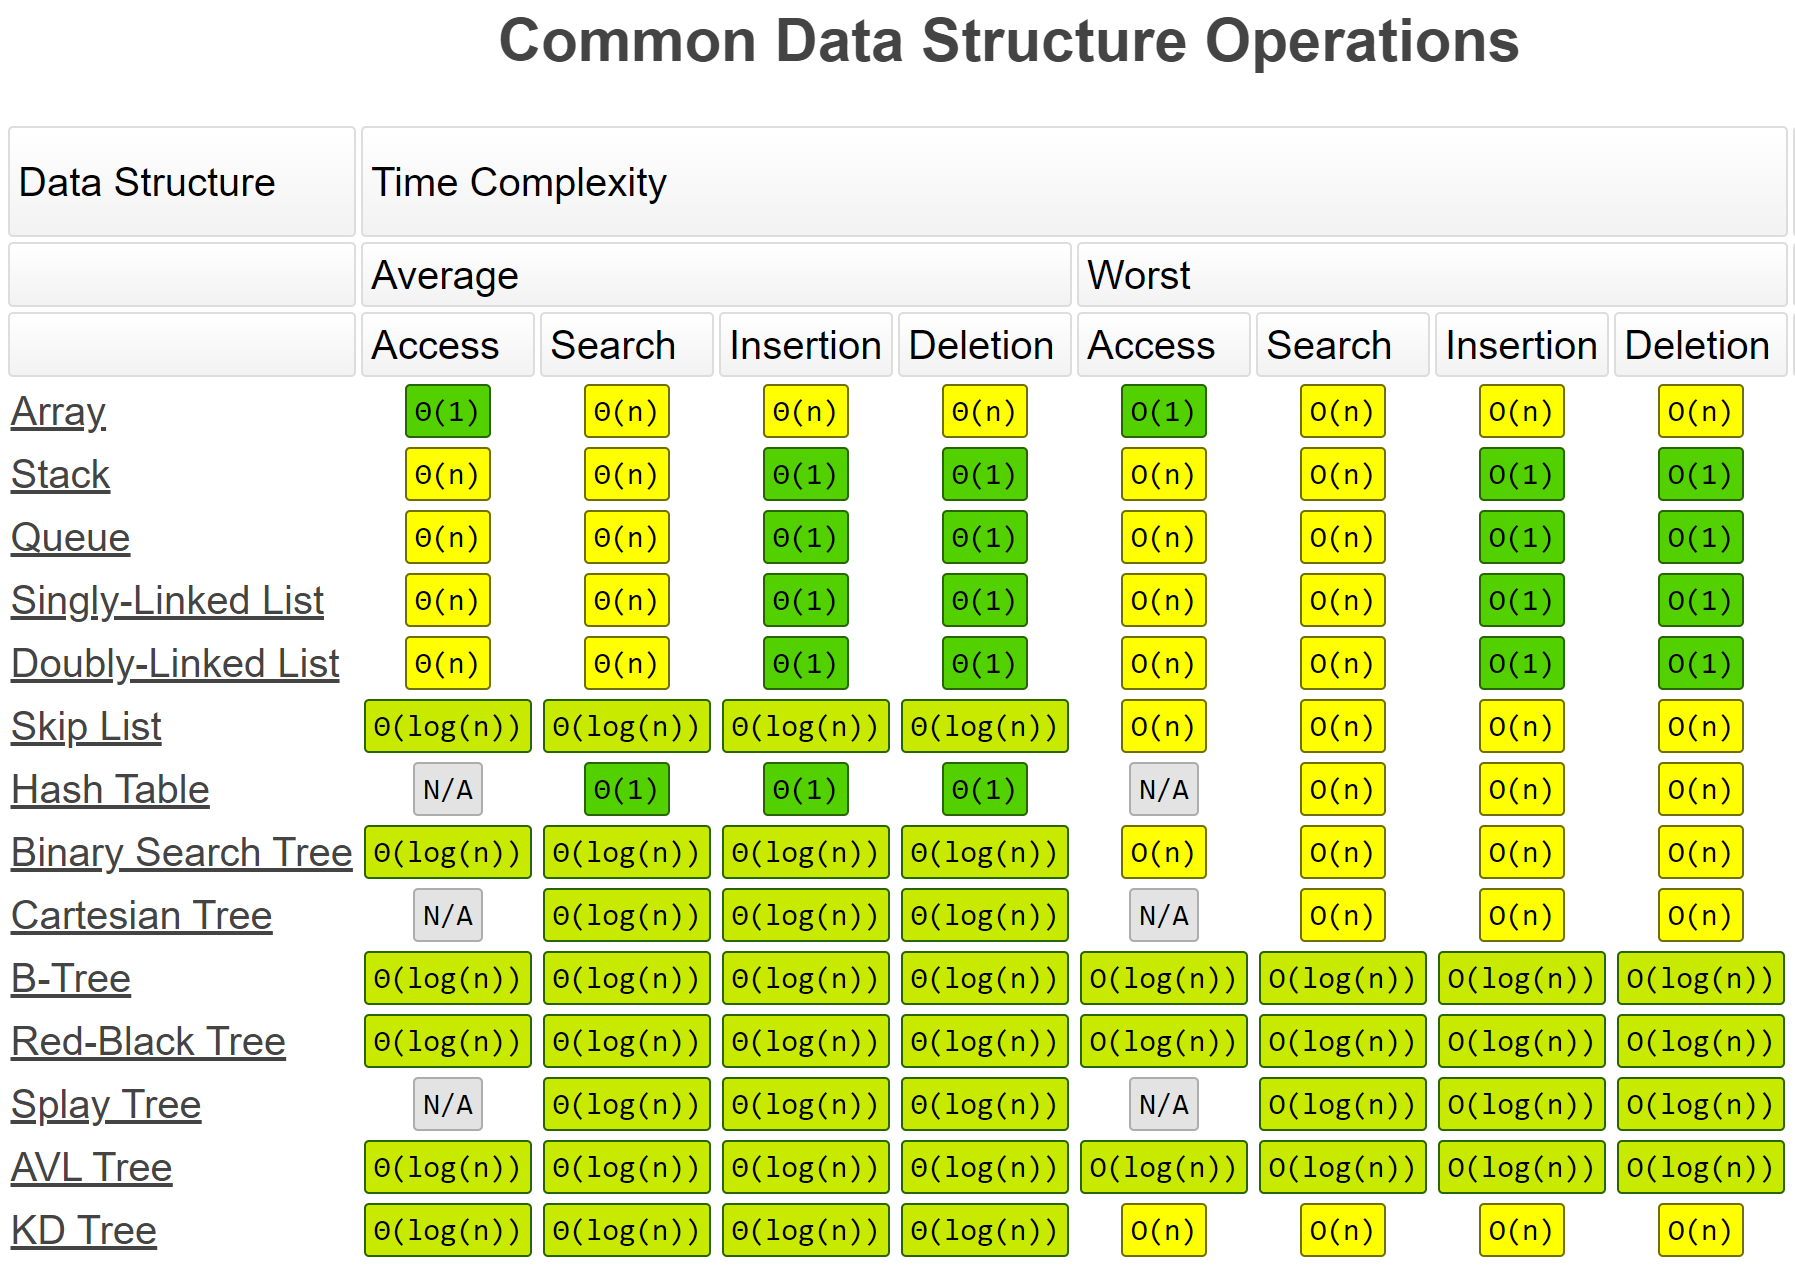 Common Data Structure Operations
Data Structure Time Complexity
Average Worst
Access Search Insertion Deletion Access Search Insertion Deletion
Array Θ(1) Θ(n) Θ(n) Θ(n) O(1) O(n) O(n) O(n)
Stack Θ(n) Θ(n) Θ(1) Θ(1) O(n) O(n) O(1) O(1)
Queue Θ(n) Θ(n) Θ(1) Θ(1) O(n) O(n) O(1) O(1)
Singly-Linked List Θ(n) Θ(n) Θ(1) Θ(1) O(n) O(n) O(1) O(1)
Doubly-Linked List Θ(n) Θ(n) Θ(1) Θ(1) O(n) O(n) O(1) O(1)
Skip List Θ(log(n)) Θ(log(n)) Θ(log(n)) Θ(log(n)) O(n) O(n) O(n) O(n)
Hash Table N/A Θ(1) Θ(1) Θ(1) N/A O(n) O(n) O(n)
Binary Search Tree Θ(log(n)) Θ(log(n)) Θ(log(n)) Θ(log(n)) O(n) O(n) O(n) O(n)
Cartesian Tree N/A Θ(log(n)) Θ(log(n)) Θ(log(n)) N/A O(n) O(n) O(n)
B-Tree Θ(log(n)) Θ(log(n)) Θ(log(n)) Θ(log(n)) O(log(n)) O(log(n)) O(log(n)) O(log(n))
Red-Black Tree Θ(log(n)) Θ(log(n)) Θ(log(n)) Θ(log(n)) O(log(n)) O(log(n)) O(log(n)) O(log(n))
Splay Tree N/A Θ(log(n)) Θ(log(n)) Θ(log(n)) N/A O(log(n)) O(log(n)) O(log(n))
AVL Tree Θ(log(n)) Θ(log(n)) Θ(log(n)) Θ(log(n)) O(log(n)) O(log(n)) O(log(n)) O(log(n))
KD Tree Θ(log(n)) Θ(log(n)) Θ(log(n)) Θ(log(n)) O(n) O(n) O(n) O(n)